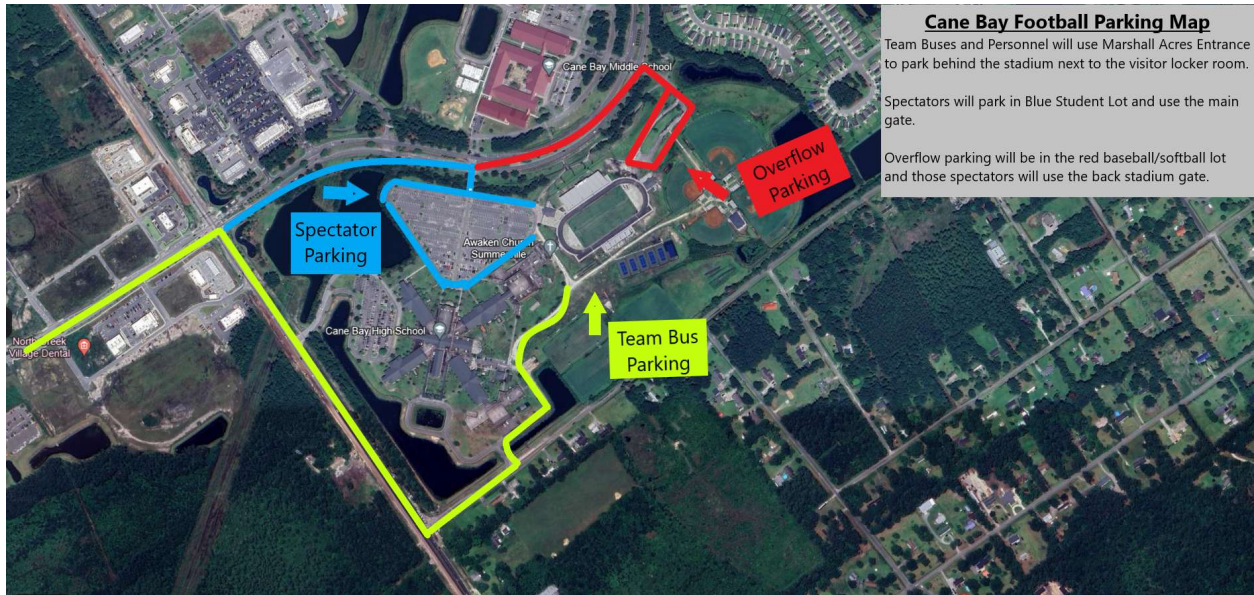 Cane Bay Football Parking Map
Team Buses and Personnel will use Marshall Acres Entrance
to park behind the stadium next to the visitor locker room.
Spectators will park in Blue Student Lot and use the main
gate.
Overflow parking will be in the red baseball/softball lot
and those spectators will use the back stadium gate.
Cane Bay Middle School
Overflow
Parking
Spectator
Parking
Awaken Church
Summerville
Cane Bay High School
Team Bus
Parking
North Creek
Village Dental